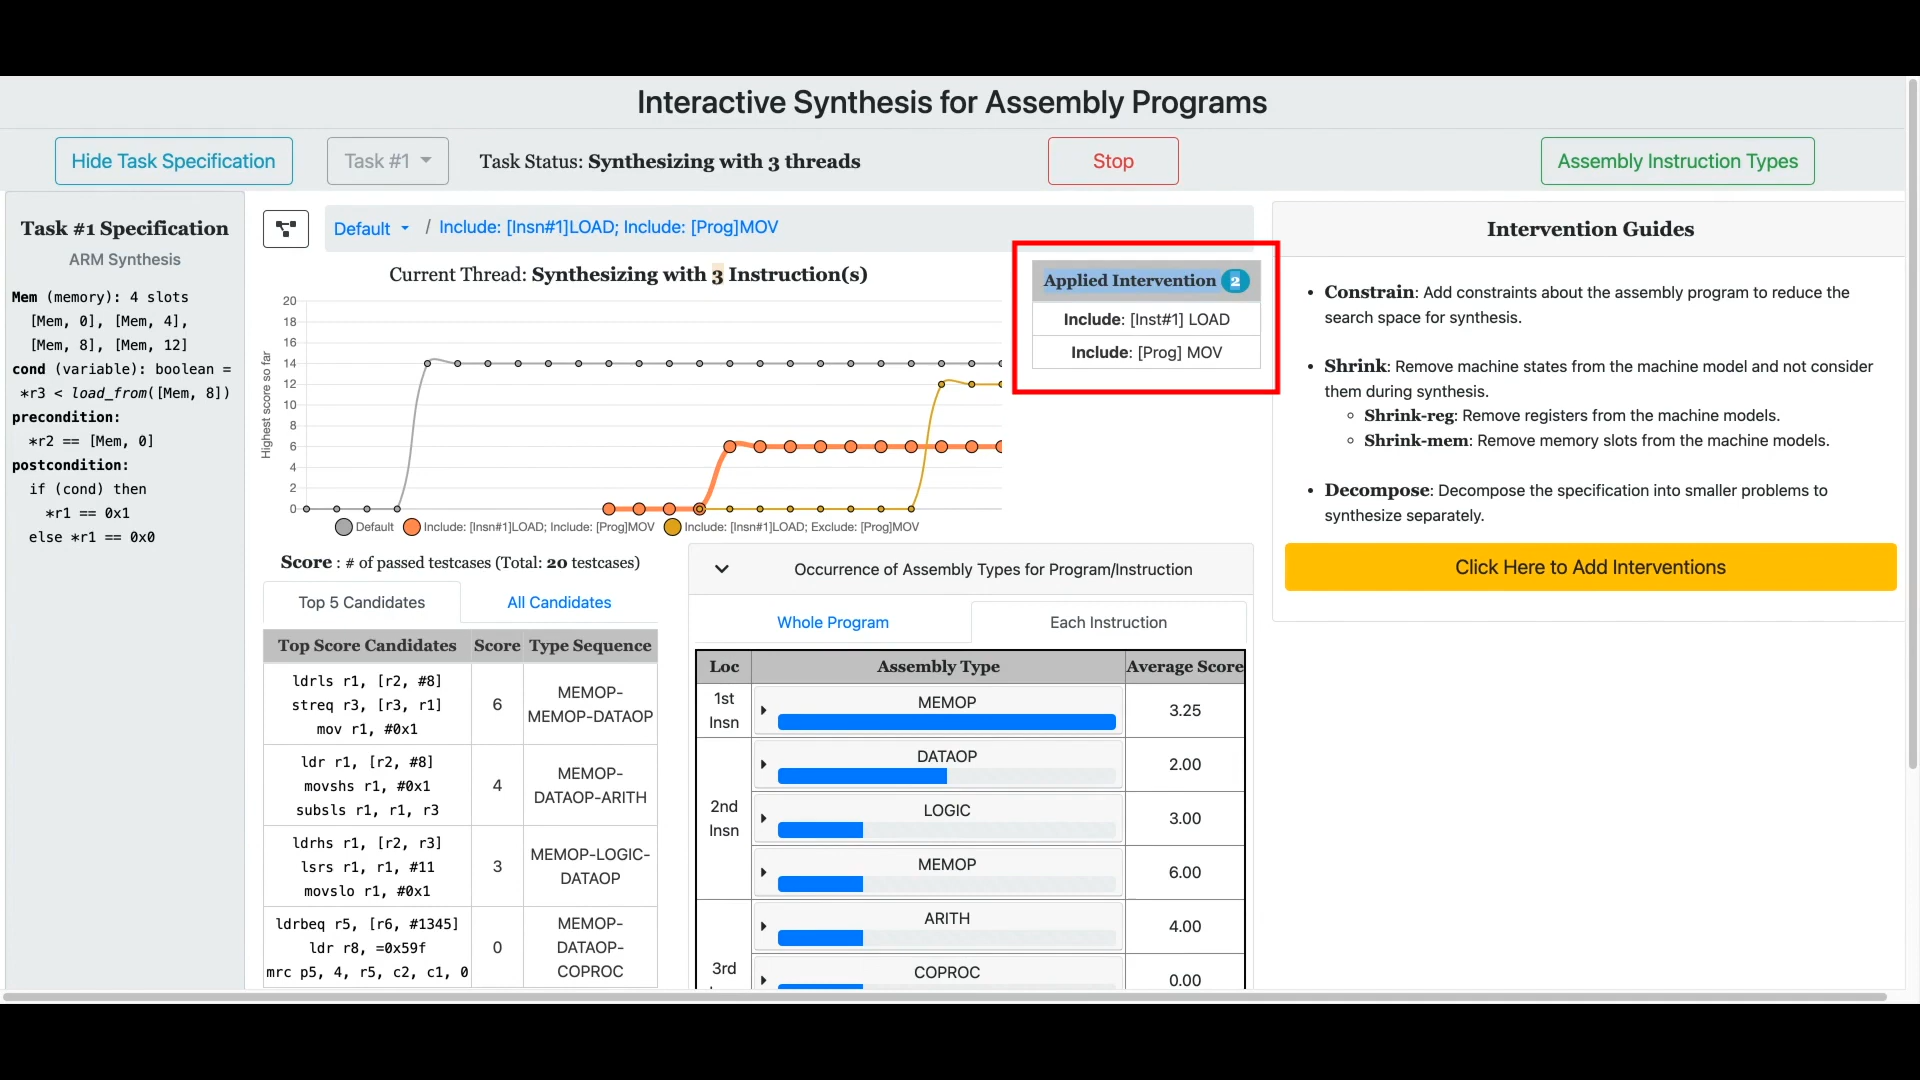 Interactive Synthesis for Assembly Programs
Hide Task Specification
Task #1
Task Status: Synthesizing with 3 threads
Stop
Assembly Instruction Types
Task #1 Specification
ARM Synthesis
Mem (memory): 4 slots
[Mem, 0], [Mem, 4],
[Mem, 8], [Mem, 12]
cond (variable): boolean =
*r3 < load_from([Mem, 8])
precondition:
*r2 == [Mem, 0]
postcondition:
if (cond) then
*r1 == 0x1
else *r1 == 0x0
Default / Include: [Insn#1]LOAD; Include: [Prog]MOV
Current Thread: Synthesizing with 3 Instruction(s)
Highest score so far
20
18
16
14
12
10
8
6
4
2
0
Default
Include: [Insn#1]LOAD; Include: [Prog]MOV
Include: [Insn#1]LOAD; Exclude: [Prog]MOV
Applied Intervention 2
Include: [Inst#1] LOAD
Include: [Prog] MOV
Score : # of passed testcases (Total: 20 testcases)
Top 5 Candidates
All Candidates
Top Score Candidates Score Type Sequence
ldrls r1, [r2, #8]
streq r3, [r3, r1]
mov r1, #0x1
6
MEMOP-
MEMOP-DATAOP
ldr r1, [r2, #8]
movshs r1, #0x1
subsls r1, r1, r3
4
MEMOP-
DATAOP-ARITH
ldrhs r1, [r2, r3]
lsrs r1, r1, #11
movslo r1, #0x1
3
MEMOP-LOGIC-
DATAOP
ldrbeq r5, [r6, #1345]
ldr r8, =0x59f
mrc p5, 4, r5, c2, c1, 0
0
MEMOP-
DATAOP-
COPROC
Occurrence of Assembly Types for Program/Instruction
Whole Program
Each Instruction
Loc Assembly Type Average Score
1st
Insn
MEMOP
3.25
2nd
Insn
DATAOP
2.00
LOGIC
3.00
MEMOP
6.00
3rd
ARITH
4.00
COPROC
0.00
Intervention Guides
• Constrain: Add constraints about the assembly program to reduce the
search space for synthesis.
• Shrink: Remove machine states from the machine model and not consider
them during synthesis.
◦ Shrink-reg: Remove registers from the machine models.
◦ Shrink-mem: Remove memory slots from the machine models.
• Decompose: Decompose the specification into smaller problems to
synthesize separately.
Click Here to Add Interventions